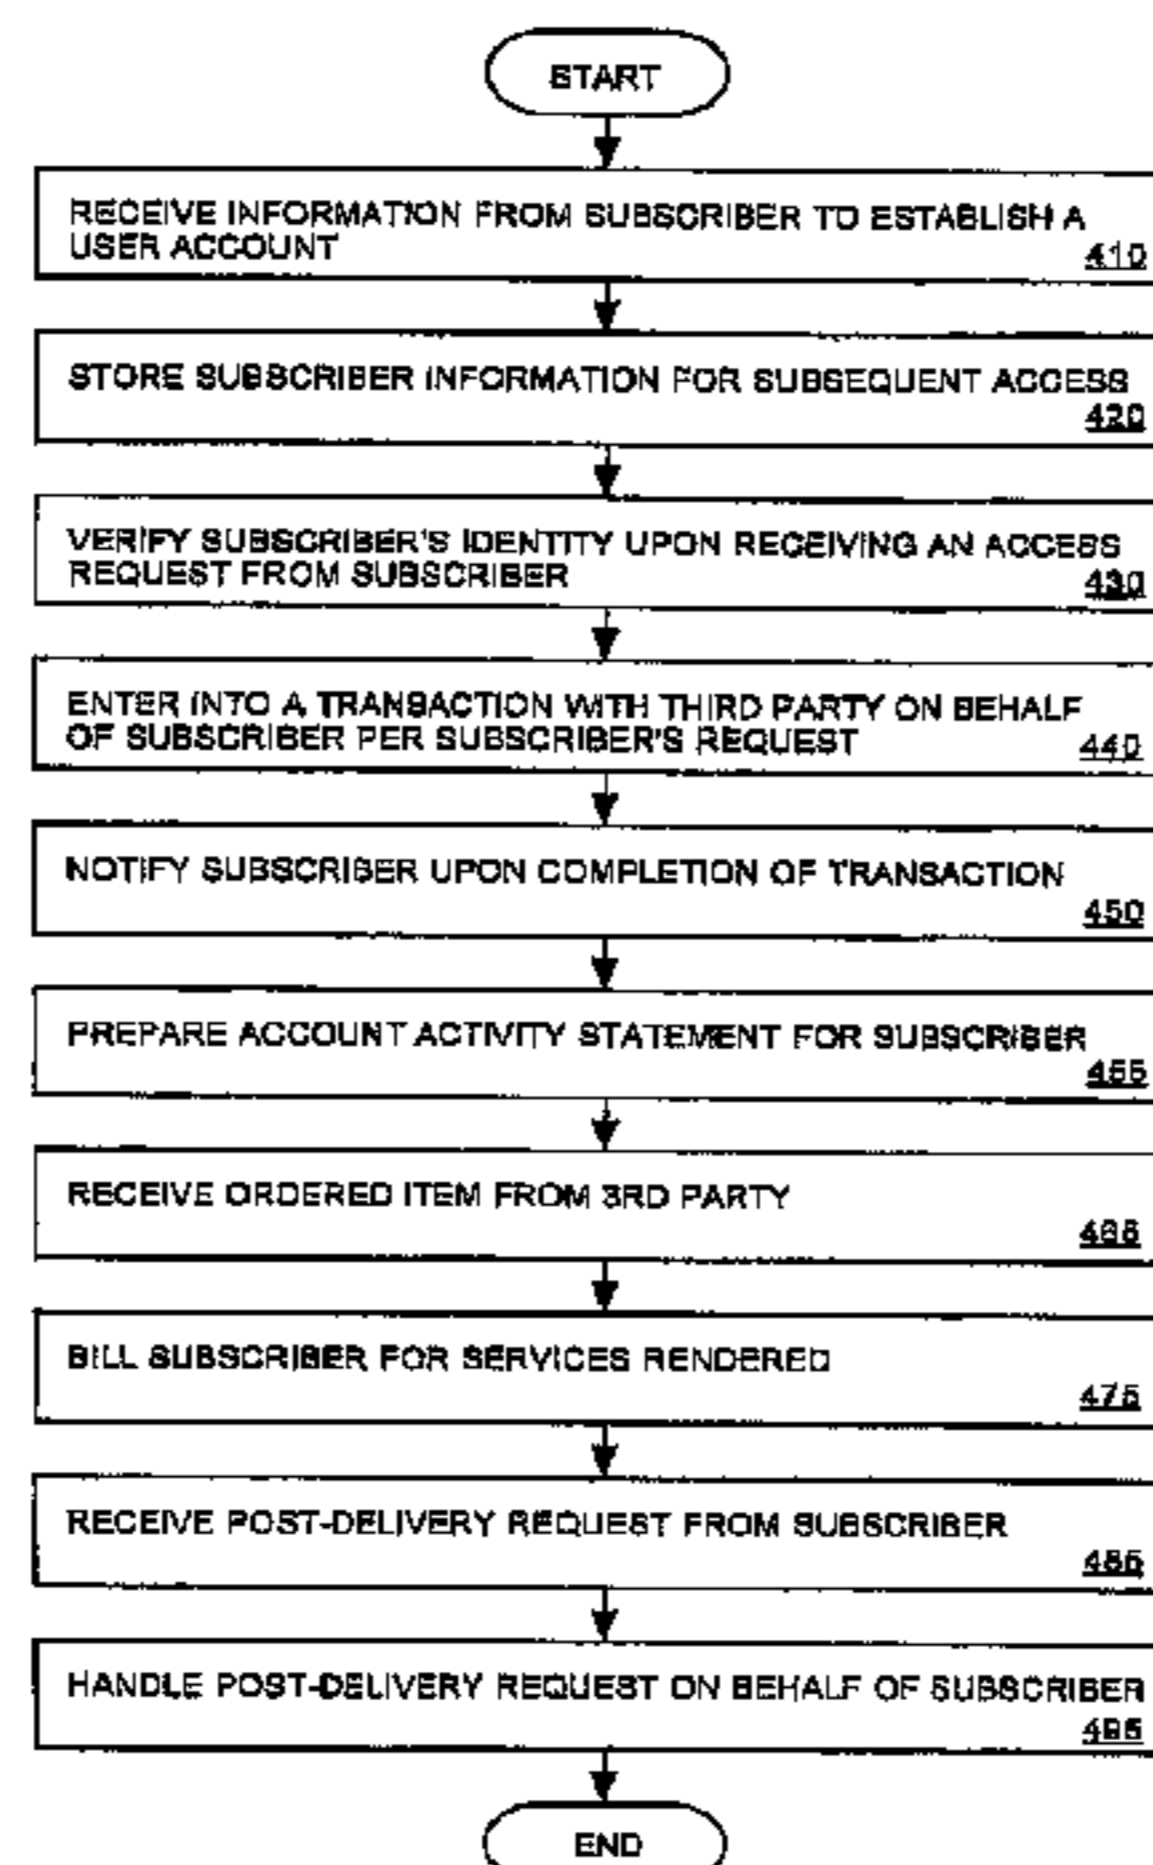 START
RECEIVE INFORMATION FROM SUBSCRIBER TO ESTABLISH A
USER ACCOUNT
410
STORE SUBSCRIBER INFORMATION FOR SUBSEQUENT ACCESS
420
VERIFY SUBSCRIBER'S IDENTITY UPON RECEIVING AN ACCESS
REQUEST FROM SUBSCRIBER
430
ENTER INTO A TRANSACTION WITH THIRD PARTY ON BEHALF
OF SUBSCRIBER PER SUBSCRIBER'S REQUEST
440
NOTIFY SUBSCRIBER UPON COMPLETION OF TRANSACTION
450
PREPARE ACCOUNT ACTIVITY STATEMENT FOR SUBSCRIBER
455
RECEIVE ORDERED ITEM FROM 3RD PARTY
465
BILL SUBSCRIBER FOR SERVICES RENDERED
475
RECEIVE POST-DELIVERY REQUEST FROM SUBSCRIBER
485
HANDLE POST-DELIVERY REQUEST ON BEHALF OF SUBSCRIBER
495
END